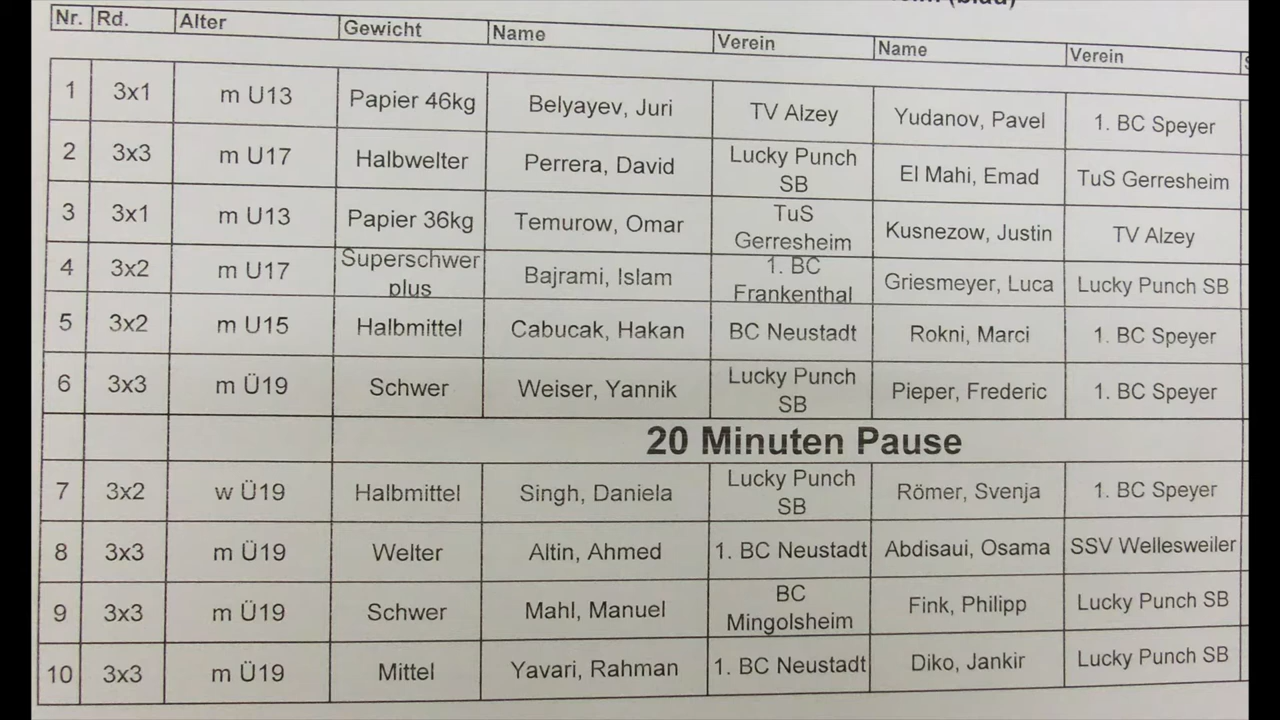 (blau)
Nr. Rd. Alter Gewicht Name Verein Name Verein
1 3x1 m U13 Papier 46kg Belyayev, Juri TV Alzey Yudanov, Pavel 1. BC Speyer
2 3x3 m U17 Halbwelter Perrera, David Lucky Punch SB El Mahi, Emad TuS Gerresheim
3 3x1 m U13 Papier 36kg Temurow, Omar TuS Gerresheim Kusnezow, Justin TV Alzey
4 3x2 m U17 Superschwer plus Bajrami, Islam 1. BC Frankenthal Griesmeyer, Luca Lucky Punch SB
5 3x2 m U15 Halbmittel Cabucak, Hakan BC Neustadt Rokni, Marci 1. BC Speyer
6 3x3 m Ü19 Schwer Weiser, Yannik Lucky Punch SB Pieper, Frederic 1. BC Speyer
20 Minuten Pause
7 3x2 w Ü19 Halbmittel Singh, Daniela Lucky Punch SB Römer, Svenja 1. BC Speyer
8 3x3 m Ü19 Welter Altin, Ahmed 1. BC Neustadt Abdisaui, Osama SSV Wellesweiler
9 3x3 m Ü19 Schwer Mahl, Manuel BC Mingolsheim Fink, Philipp Lucky Punch SB
10 3x3 m Ü19 Mittel Yavari, Rahman 1. BC Neustadt Diko, Jankir Lucky Punch SB